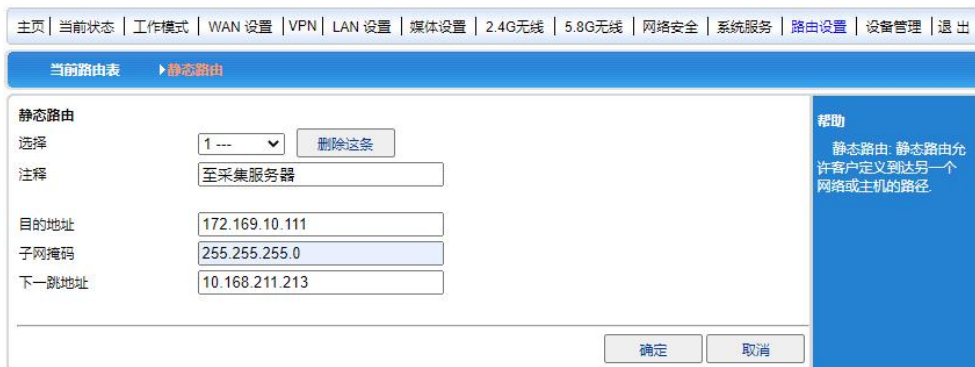 主页| 当前状态 | 工作模式 | WAN 设置 |VPN| LAN 设置 | 媒体设置 | 2.4G无线 | 5.8G无线 | 网络安全 | 系统服务 | 路由设置 | 设备管理 |退 出
当前路由表 静态路由
静态路由
选择 1 --- 删除这条
注释 至采集服务器
目的地址 172.169.10.111
子网掩码 255.255.255.0
下一跳地址 10.168.211.213
确定 取消
帮助
静态路由: 静态路由允
许客户定义到达另一个
网络或主机的路径.